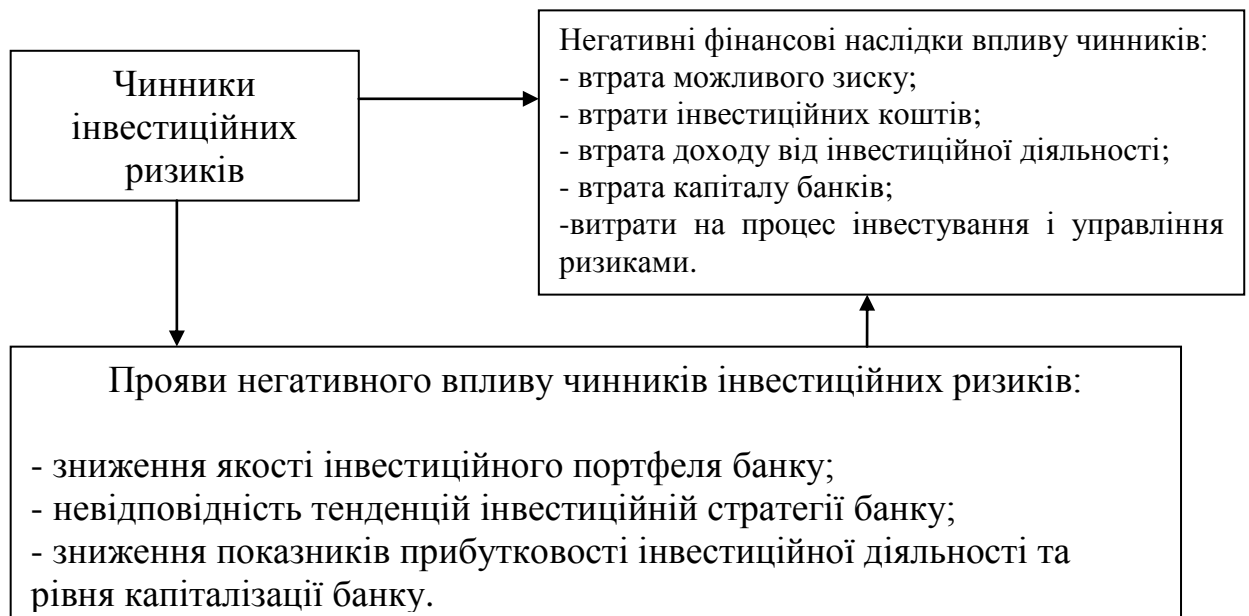 Чинники
інвестиційних
ризиків
Негативні фінансові наслідки впливу чинників:
- втрата можливого зиску;
- втрати інвестиційних коштів;
- втрата доходу від інвестиційної діяльності;
- втрата капіталу банків;
-витрати на процес інвестування і управління
ризиками.
Прояви негативного впливу чинників інвестиційних ризиків:
- зниження якості інвестиційного портфеля банку;
- невідповідність тенденцій інвестиційній стратегії банку;
- зниження показників прибутковості інвестиційної діяльності та
рівня капіталізації банку.